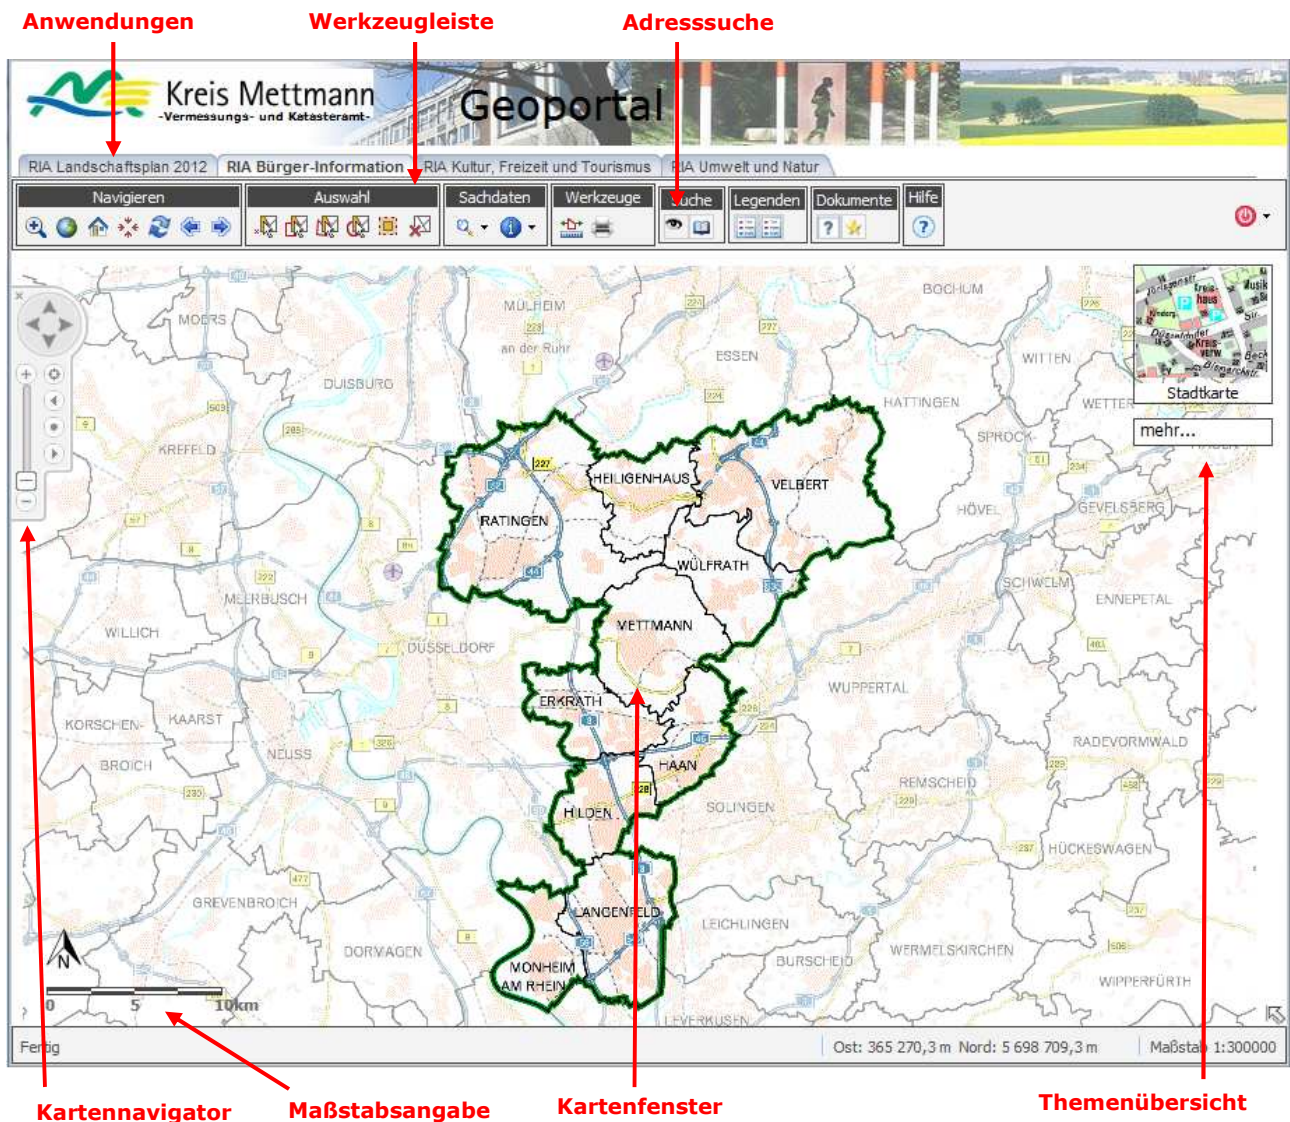 Anwendungen
Werkzeugleiste
Adresssuche
Kreis Mettmann
-Vermessungs- und Katasteramt-
Geoportal
RIA Landschaftsplan 2012
RIA Bürger-Information
RIA Kultur, Freizeit und Tourismus
RIA Umwelt und Natur
Navigieren
Auswahl
Sachdaten
Werkzeuge
Suche
Legenden
Dokumente
Hilfe
Stadtkarte
mehr...
MOERS
MÜLHEIM
an der Ruhr
BOCHUM
ESSEN
WITTEN
DUISBURG
HATTINGEN
WETTER
KREFELD
SPROCK-
HÖVEL
GEVELSBERG
227
HEILIGENHAUS
VELBERT
RATINGEN
WÜLFRATH
SCHWELM
ENNEPETAL
MEERBUSCH
WILLICH
METTMANN
DÜSSELDORF
WUPPERTAL
ERKRATH
KORSCHEN-
BROICH
KAARST
NEUSS
HAAN
RADEVORMWALD
REMSCHEID
HILDEN
228
SOLINGEN
HÜCKESWAGEN
GREVENBROICH
LANGENFELD
LEICHLINGEN
DORMAGEN
WERMELSKIRCHEN
BURSCHEID
MONHEIM
AM RHEIN
WIPPERFÜRTH
LEVERKUSEN
N
0 5 10km
Fertig
Ost: 365 270,3 m Nord: 5 698 709,3 m
Maßstab 1:300000
Kartennavigator
Maßstabsangabe
Kartenfenster
Themenübersicht